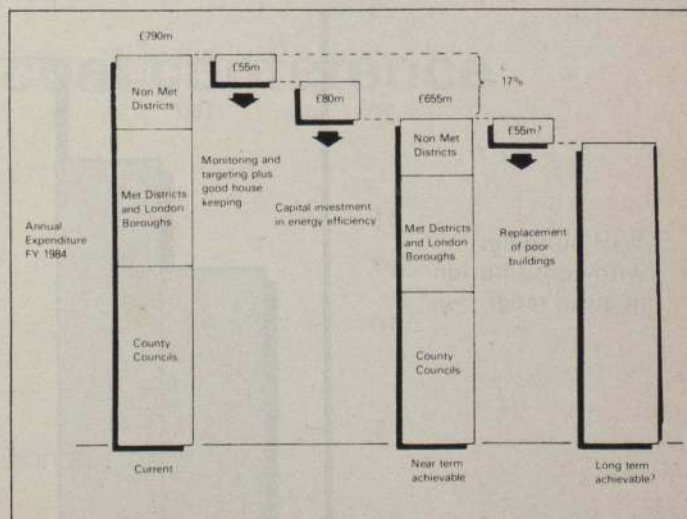 £790m
£55m
17%
£80m
£655m
£55m?
Non Met
Districts
Non Met
Districts
Monitoring and
targeting plus
good house
keeping
Capital investment
in energy efficiency
Met Districts
and London
Boroughs
Met Districts
and London
Boroughs
Replacement
of poor
buildings
Annual
Expenditure
FY 1984
County
Councils
County
Councils
Current
Near term
achievable
Long term
achievable?